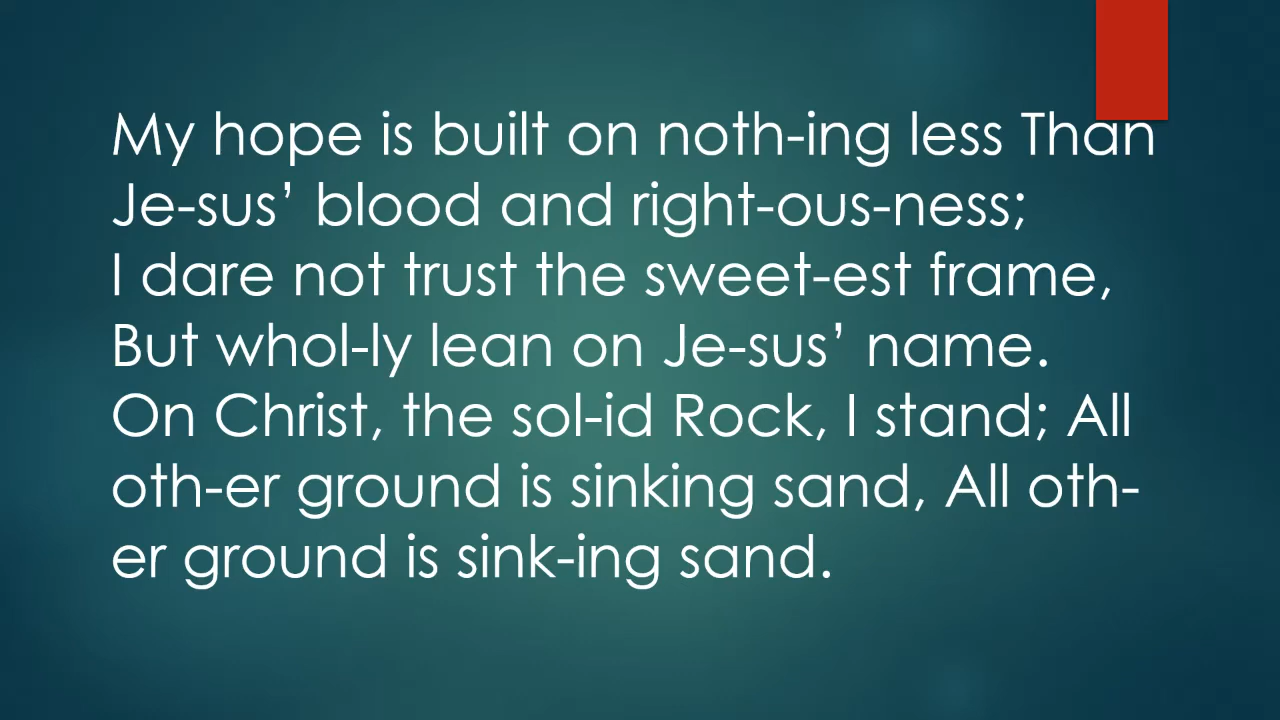 My hope is built on noth-ing less Than
Je-sus’ blood and right-ous-ness;
I dare not trust the sweet-est frame,
But whol-ly lean on Je-sus’ name.
On Christ, the sol-id Rock, I stand; All
oth-er ground is sinking sand, All oth-
er ground is sink-ing sand.